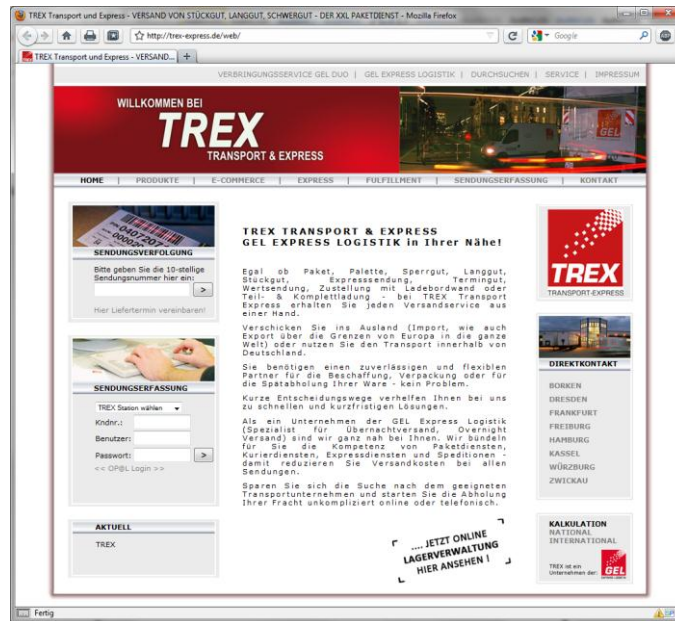 TREX Transport und Express - VERSAND VON STÜCKGUT, LANGGUT, SCHWERGUT - DER XXL PAKETDIENST - Mozilla Firefox
http://trex-express.de/web/
Google
TREX Transport und Express - VERSAND...
VERBRINGUNGSSERVICE GEL DUO | GEL EXPRESS LOGISTIK | DURCHSUCHEN | SERVICE | IMPRESSUM
WILLKOMMEN BEI
TREX
TRANSPORT & EXPRESS
GEL
HOME | PRODUKTE | E-COMMERCE | EXPRESS | FULFILLMENT | SENDUNGSERFASSUNG | KONTAKT
SENDUNGSVERFOLGUNG
Bitte geben Sie die 10-stellige
Sendungsnummer hier ein:
>
Hier Liefertermin vereinbaren!
SENDUNGSERFASSUNG
TREX Station wählen
Kndnr.:
Benutzer:
Passwort:
>
<< OP@L Login >>
AKTUELL
TREX
TREX TRANSPORT & EXPRESS
GEL EXPRESS LOGISTIK in Ihrer Nähe!
Egal ob Paket, Palette, Sperrgut, Langgut,
Stückgut, Expresssendung, Termingut,
Wertsendung, Zustellung mit Ladebordwand oder
Teil- & Komplettladung - bei TREX Transport
Express erhalten Sie jeden Versandservice aus
einer Hand.
Verschicken Sie ins Ausland (Import, wie auch
Export über die Grenzen von Europa in die ganze
Welt) oder nutzen Sie den Transport innerhalb von
Deutschland.
Sie benötigen einen zuverlässigen und flexiblen
Partner für die Beschaffung, Verpackung oder für
die Spätabholung Ihrer Ware - kein Problem.
Kurze Entscheidungswege verhelfen Ihnen bei uns
zu schnellen und kurzfristigen Lösungen.
Als ein Unternehmen der GEL Express Logistik
(Spezialist für Übernachtversand, Overnight
Versand) sind wir ganz nah bei Ihnen. Wir bündeln
für Sie die Kompetenz von Paketdiensten,
Kurierdiensten, Expressdiensten und Speditionen -
damit reduzieren Sie Versandkosten bei allen
Sendungen.
Sparen Sie sich die Suche nach dem geeigneten
Transportunternehmen und starten Sie die Abholung
Ihrer Fracht unkompliziert online oder telefonisch.
.... JETZT ONLINE
LAGERVERWALTUNG
HIER ANSEHEN !
TREX
TRANSPORT-EXPRESS
DIREKTKONTAKT
BORKEN
DRESDEN
FRANKFURT
FREIBURG
HAMBURG
KASSEL
WÜRZBURG
ZWICKAU
KALKULATION
NATIONAL
INTERNATIONAL
TREX ist ein
Unternehmen der:
GEL
Fertig